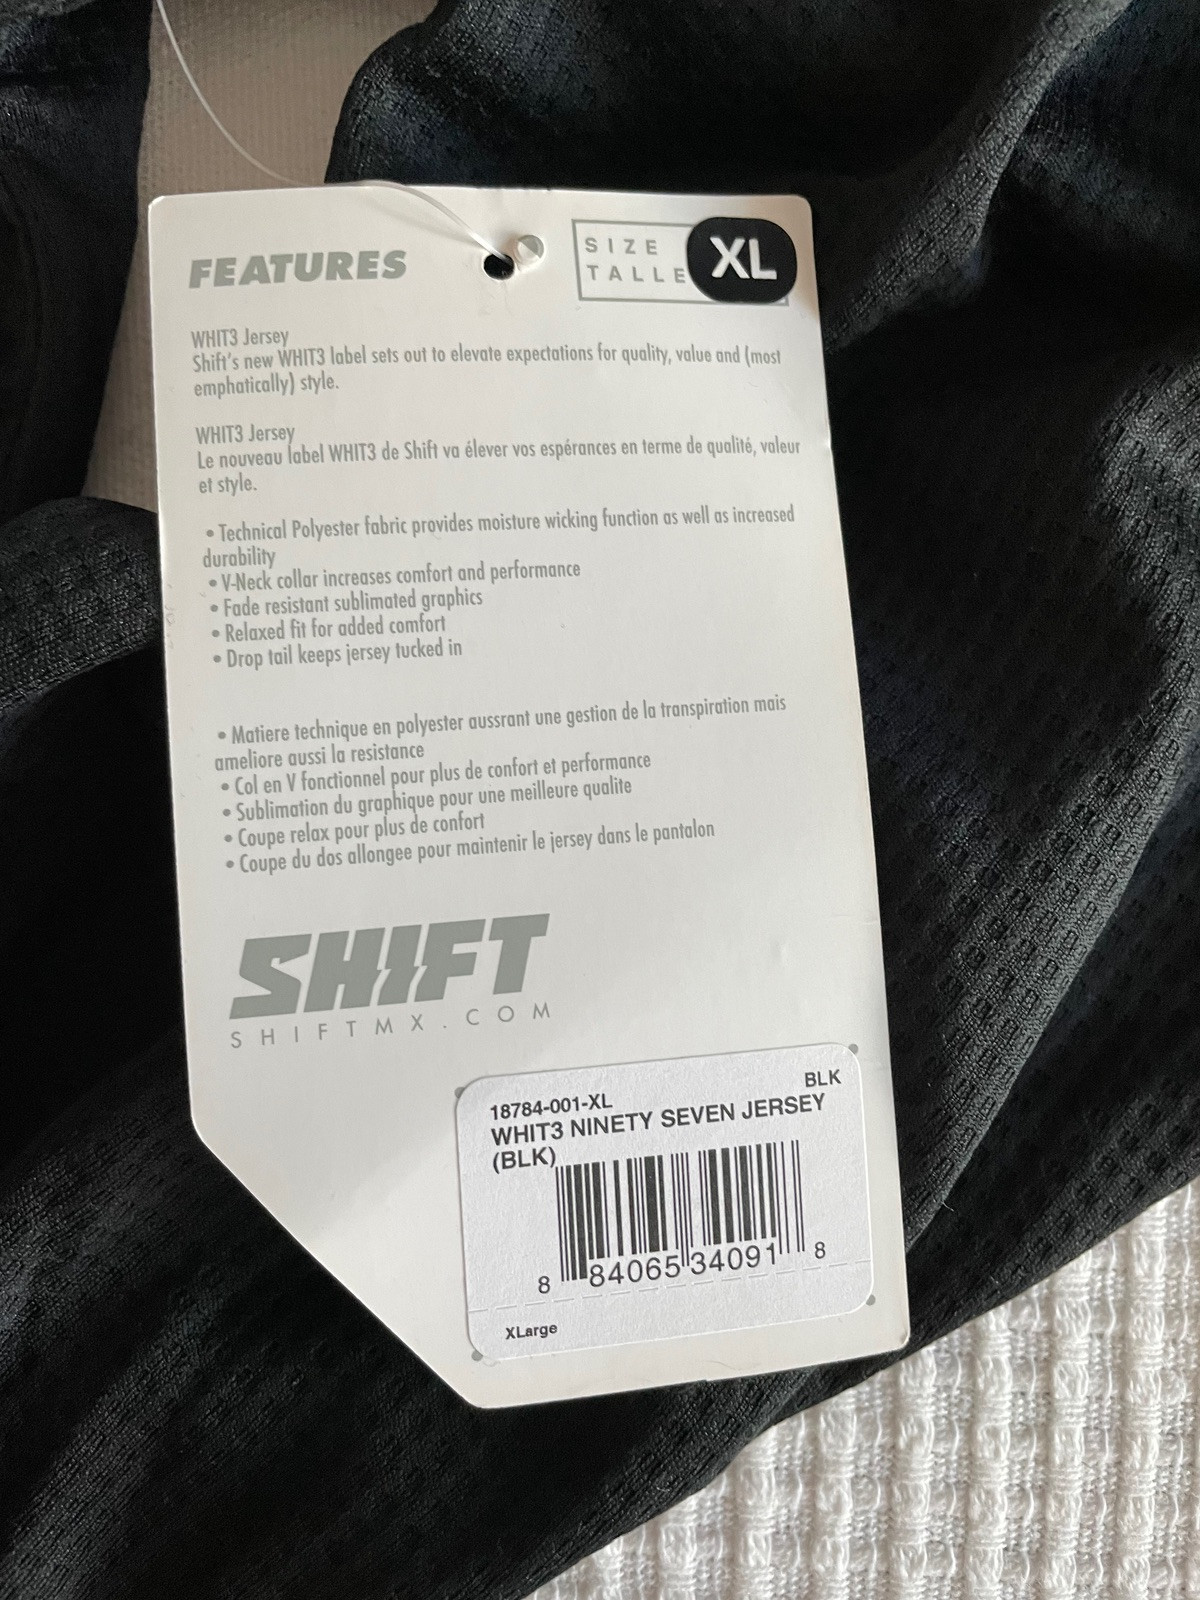 FEATURES
SIZE
TALLE
XL
WHIT3 Jersey
Shift's new WHIT3 label sets out to elevate expectations for quality, value and (most
emphatically) style.
WHIT3 Jersey
Le nouveau label WHIT3 de Shift va élever vos espérances en terme de qualité, valeur
et style.
• Technical Polyester fabric provides moisture wicking function as well as increased
durability
• V-Neck collar increases comfort and performance
• Fade resistant sublimated graphics
• Relaxed fit for added comfort
• Drop tail keeps jersey tucked in
• Matiere technique en polyester aussrant une gestion de la transpiration mais
ameliore aussi la resistance
• Col en V fonctionnel pour plus de confort et performance
• Sublimation du graphique pour une meilleure qualite
• Coupe relax pour plus de confort
• Coupe du dos allongee pour maintenir le jersey dans le pantalon
SHIFT
SHIFTMX.COM
BLK
18784-001-XL
WHIT3 NINETY SEVEN JERSEY
(BLK)
8 84065 34091 8
XLarge